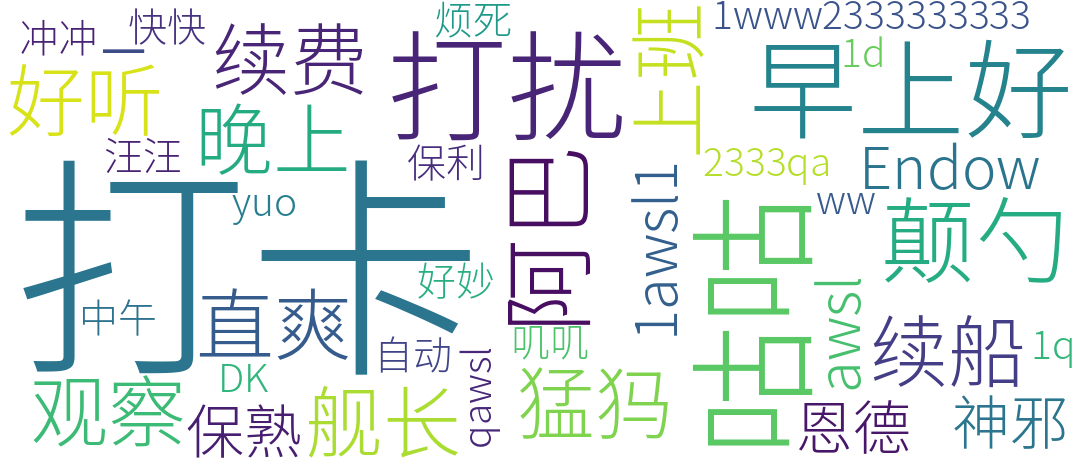 冲冲一
快快
续费
烦死
打扰
上班
1www2333333333
1d
早上好
好听
晚上
汪汪
保利
阿巴
1awsl1
2333qa
Endow
ww
颠勺
打卡
yuo
好妙
咕咕
awsl
中午
直爽
自动
叽叽
续船
1q
观察
DK
保熟
舰长
qawsl
猛犸
恩德
神邪